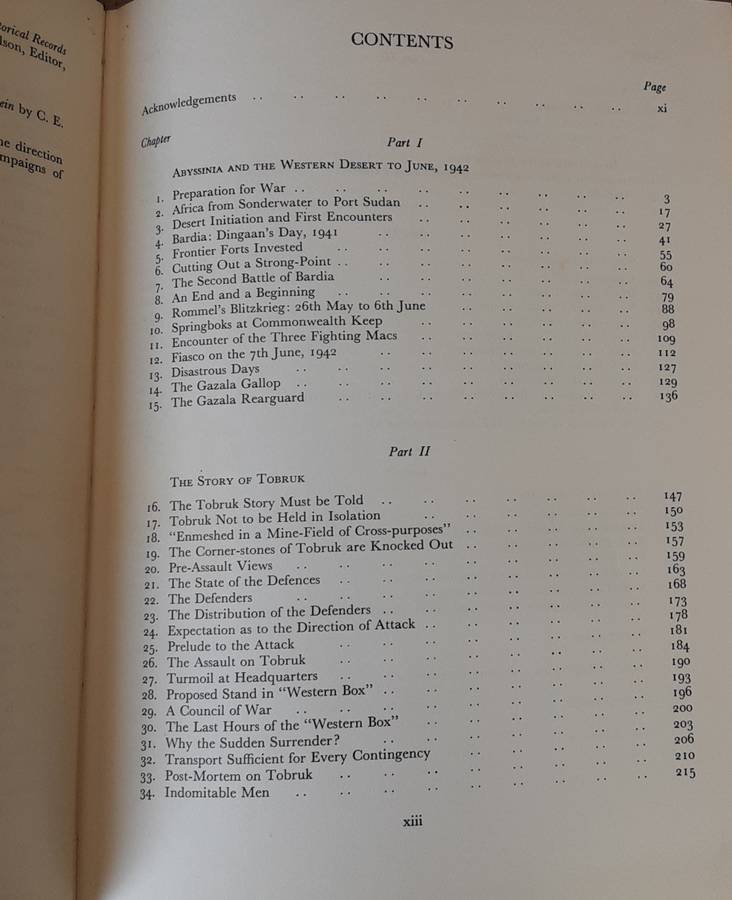 torical Records
lson, Editor,
ein by C. E.
ne direction
mpaigns of
CONTENTS
Page
Acknowledgements .. .. .. .. .. .. .. .. .. .. xi
Chapter
Part I
ABYSSINIA AND THE WESTERN DESERT TO JUNE, 1942
1. Preparation for War .. .. .. .. .. .. .. .. .. 3
2. Africa from Sonderwater to Port Sudan .. .. .. .. .. .. 17
3. Desert Initiation and First Encounters .. .. .. .. .. .. 27
4. Bardia: Dingaan's Day, 1941 .. .. .. .. .. .. .. 41
5. Frontier Forts Invested .. .. .. .. .. .. .. .. 55
6. Cutting Out a Strong-Point .. .. .. .. .. .. .. .. 60
7. The Second Battle of Bardia .. .. .. .. .. .. .. 64
8. An End and a Beginning .. .. .. .. .. .. .. .. 79
9. Rommel's Blitzkrieg: 26th May to 6th June .. .. .. .. .. 88
10. Springboks at Commonwealth Keep .. .. .. .. .. .. 98
11. Encounter of the Three Fighting Macs .. .. .. .. .. .. 109
12. Fiasco on the 7th June, 1942 .. .. .. .. .. .. .. 112
13. Disastrous Days .. .. .. .. .. .. .. .. .. 127
14. The Gazala Gallop .. .. .. .. .. .. .. .. .. 129
15. The Gazala Rearguard .. .. .. .. .. .. .. .. 136
Part II
THE STORY OF TOBRUK
16. The Tobruk Story Must be Told .. .. .. .. .. .. .. 147
17. Tobruk Not to be Held in Isolation .. .. .. .. .. .. 150
18. "Enmeshed in a Mine-Field of Cross-purposes" .. .. .. .. .. 153
19. The Corner-stones of Tobruk are Knocked Out .. .. .. .. .. 157
20. Pre-Assault Views .. .. .. .. .. .. .. .. .. 159
21. The State of the Defences .. .. .. .. .. .. .. .. 163
22. The Defenders .. .. .. .. .. .. .. .. .. 168
23. The Distribution of the Defenders .. .. .. .. .. .. .. 173
24. Expectation as to the Direction of Attack .. .. .. .. .. .. 178
25. Prelude to the Attack .. .. .. .. .. .. .. .. 181
26. The Assault on Tobruk .. .. .. .. .. .. .. .. 184
27. Turmoil at Headquarters .. .. .. .. .. .. .. .. 190
28. Proposed Stand in "Western Box" .. .. .. .. .. .. .. 193
29. A Council of War .. .. .. .. .. .. .. .. .. 196
30. The Last Hours of the "Western Box" .. .. .. .. .. .. 200
31. Why the Sudden Surrender? .. .. .. .. .. .. .. 203
32. Transport Sufficient for Every Contingency .. .. .. .. .. 206
33. Post-Mortem on Tobruk .. .. .. .. .. .. .. .. 210
34. Indomitable Men .. .. .. .. .. .. .. .. .. 215
xiii